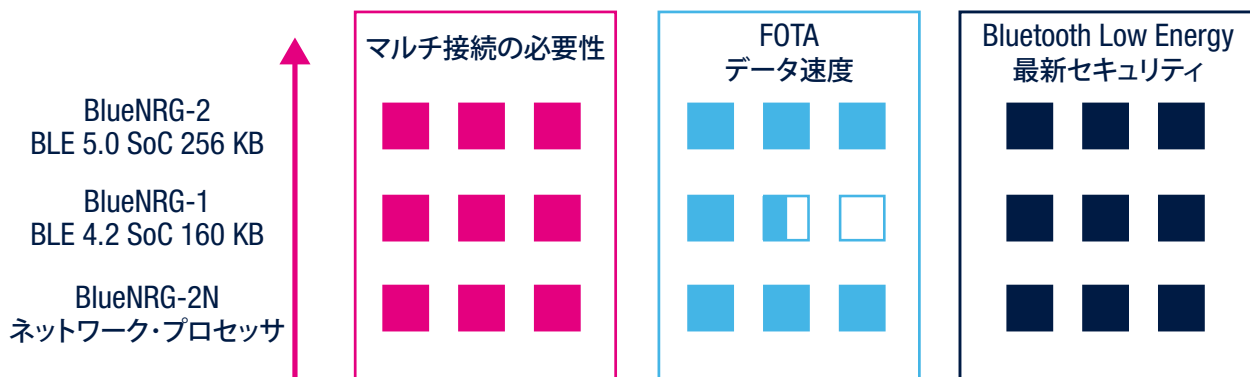 マルチ接続の必要性
FOTA
データ速度
Bluetooth Low Energy
最新セキュリティ
BlueNRG-2
BLE 5.0 SoC 256 KB
BlueNRG-1
BLE 4.2 SoC 160 KB
BlueNRG-2N
ネットワーク・プロセッサ